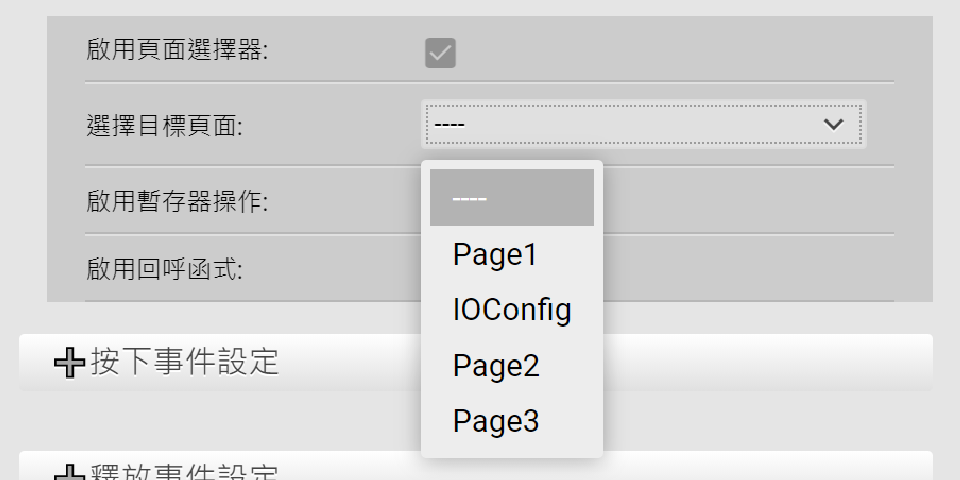 啟用頁面選擇器:
選擇目標頁面: ----
----
啟用暫存器操作:
Page1
啟用回呼函式:
IOConfig
Page2
Page3
按下事件設定
釋放事件設定